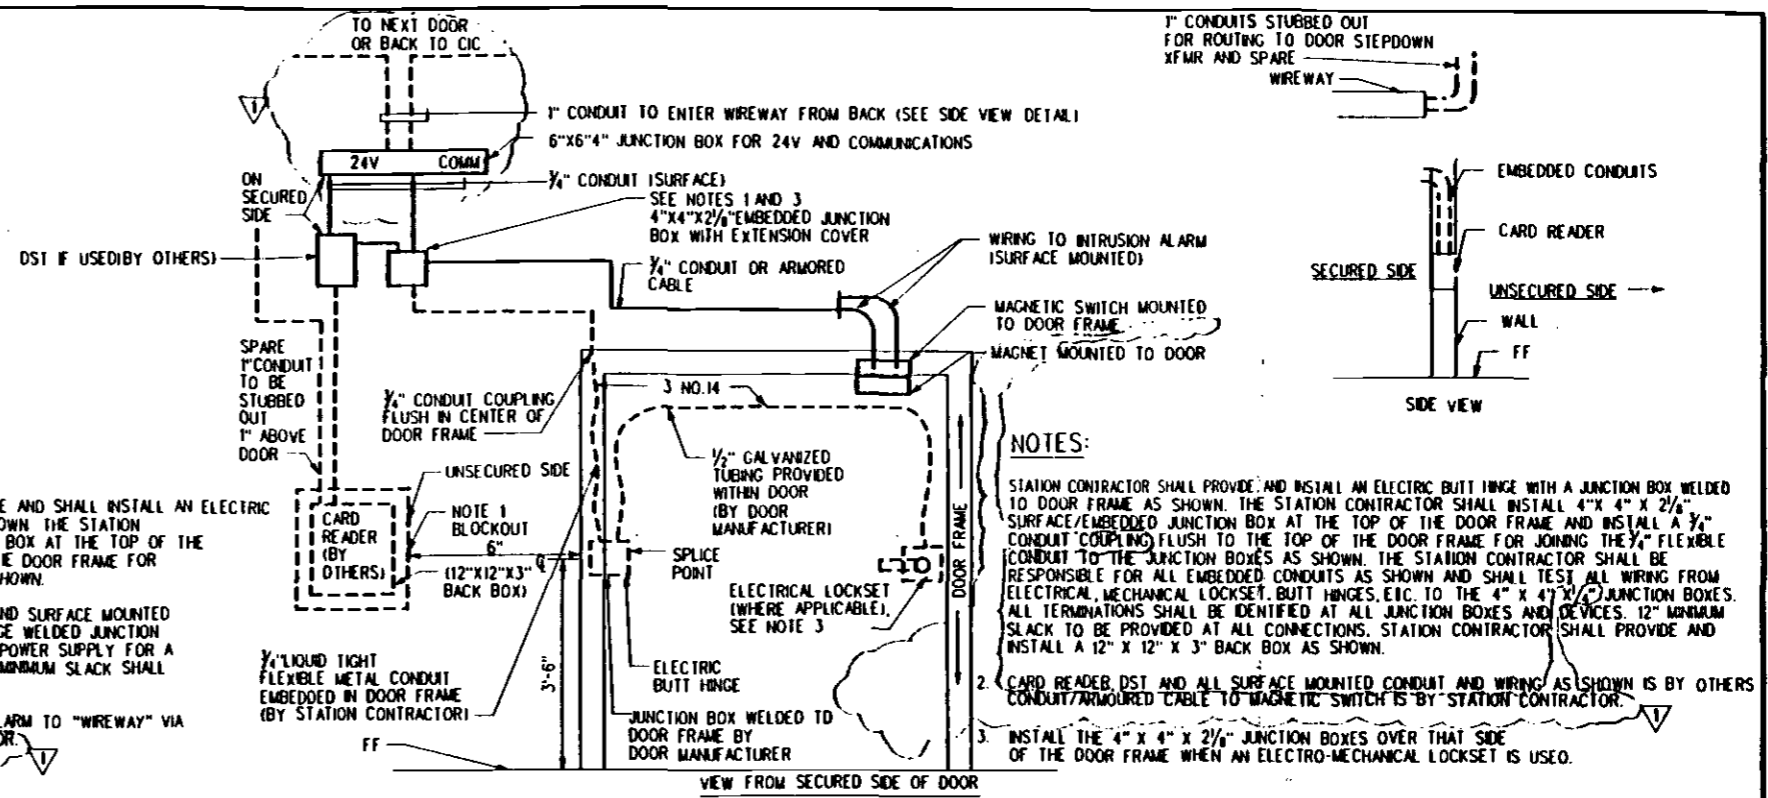 TO NEXT DOOR
OR BACK TO CIC
1" CONDUITS STUBBED OUT
FOR ROUTING TO DOOR STEPDOWN
XFMR AND SPARE
WIREWAY
1
1" CONDUIT TO ENTER WIREWAY FROM BACK (SEE SIDE VIEW DETAIL)
6"X6"4" JUNCTION BOX FOR 24V AND COMMUNICATIONS
24V COMM
ON
SECURED
SIDE
3/4" CONDUIT (SURFACE)
SEE NOTES 1 AND 3
4"X4"X21/8" EMBEDDED JUNCTION
BOX WITH EXTENSION COVER
DST IF USED(BY OTHERS)
3/4" CONDUIT OR ARMORED
CABLE
WIRING TO INTRUSION ALARM
(SURFACE MOUNTED)
MAGNETIC SWITCH MOUNTED
TO DOOR FRAME
MAGNET MOUNTED TO DOOR
EMBEDDED CONDUITS
CARD READER
SECURED SIDE
UNSECURED SIDE
WALL
FF
SIDE VIEW
SPARE
1"CONDUIT
TO BE
STUBBED
OUT
1" ABOVE
DOOR
3/4" CONDUIT COUPLING
FLUSH IN CENTER OF
DOOR FRAME
3 NO.14
1/2" GALVANIZED
TUBING PROVIDED
WITHIN DOOR
(BY DOOR
MANUFACTURER)
UNSECURED SIDE
CARD
READER
(BY
OTHERS)
NOTE 1
BLOCKOUT
6"
(12"X12"X3"
BACK BOX)
SPLICE
POINT
ELECTRICAL LOCKSET
(WHERE APPLICABLE),
SEE NOTE 3
DOOR FRAME
3'-6"
3/4"LIQUID TIGHT
FLEXIBLE METAL CONDUIT
EMBEDDED IN DOOR FRAME
(BY STATION CONTRACTOR)
ELECTRIC
BUTT HINGE
JUNCTION BOX WELDED TO
DOOR FRAME BY
DOOR MANUFACTURER
FF
VIEW FROM SECURED SIDE OF DOOR
E AND SHALL INSTALL AN ELECTRIC
OWN THE STATION
BOX AT THE TOP OF THE
E DOOR FRAME FOR
HOWN.
ND SURFACE MOUNTED
GE WELDED JUNCTION
POWER SUPPLY FOR A
MINIMUM SLACK SHALL
ARM TO "WIREWAY" VIA
OR.
1
NOTES:
STATION CONTRACTOR SHALL PROVIDE AND INSTALL AN ELECTRIC BUTT HINGE WITH A JUNCTION BOX WELDED
TO DOOR FRAME AS SHOWN. THE STATION CONTRACTOR SHALL INSTALL 4"X 4" X 21/8"
SURFACE/EMBEDDED JUNCTION BOX AT THE TOP OF THE DOOR FRAME AND INSTALL A 3/4"
CONDUIT COUPLING FLUSH TO THE TOP OF THE DOOR FRAME FOR JOINING THE 3/4" FLEXIBLE
CONDUIT TO THE JUNCTION BOXES AS SHOWN. THE STATION CONTRACTOR SHALL BE
RESPONSIBLE FOR ALL EMBEDDED CONDUITS AS SHOWN AND SHALL TEST ALL WIRING FROM
ELECTRICAL, MECHANICAL LOCKSET, BUTT HINGES, ETC. TO THE 4" X 4" X 1/4" JUNCTION BOXES.
ALL TERMINATIONS SHALL BE IDENTIFIED AT ALL JUNCTION BOXES AND DEVICES. 12" MINIMUM
SLACK TO BE PROVIDED AT ALL CONNECTIONS. STATION CONTRACTOR SHALL PROVIDE AND
INSTALL A 12" X 12" X 3" BACK BOX AS SHOWN.
2. CARD READER, DST AND ALL SURFACE MOUNTED CONDUIT AND WIRING AS SHOWN IS BY OTHERS
CONDUIT/ARMOURED CABLE TO MAGNETIC SWITCH IS BY STATION CONTRACTOR.
1
3. INSTALL THE 4" X 4" X 21/8" JUNCTION BOXES OVER THAT SIDE
OF THE DOOR FRAME WHEN AN ELECTRO-MECHANICAL LOCKSET IS USED.